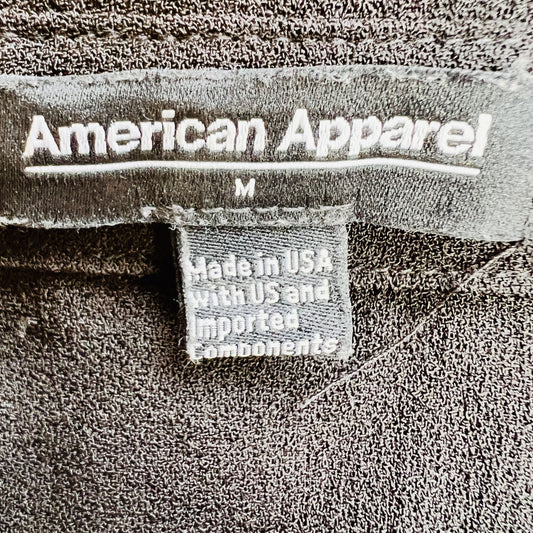 American Apparel
M
Made in USA
with US and
Imported
Components